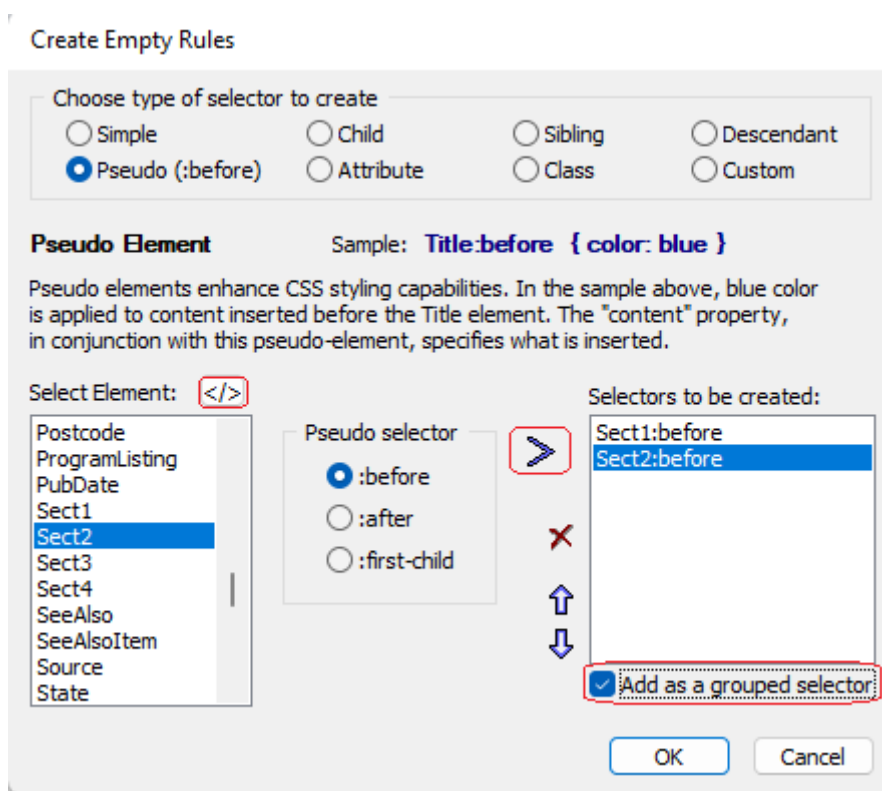 Create Empty Rules
Choose type of selector to create
Simple Child Sibling Descendant
Pseudo (:before) Attribute Class Custom
Pseudo Element Sample: Title:before { color: blue }
Pseudo elements enhance CSS styling capabilities. In the sample above, blue color
is applied to content inserted before the Title element. The "content" property,
in conjunction with this pseudo-element, specifies what is inserted.
Select Element: </>
Postcode
ProgramListing
PubDate
Sect1
Sect2
Sect3
Sect4
SeeAlso
SeeAlsoItem
Source
State
Pseudo selector
:before
:after
:first-child
Selectors to be created:
Sect1:before
Sect2:before
Add as a grouped selector
OK Cancel